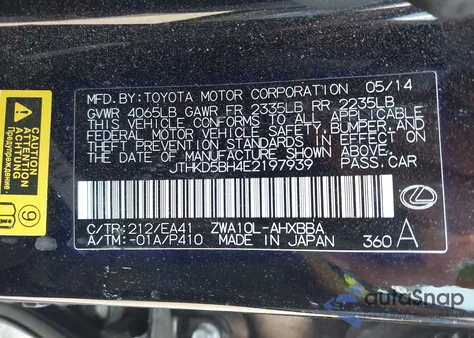 MFD.BY:TOYOTA MOTOR CORPORATION 05/14
GVWR 4065LB GAWR FR 2335LB RR 2235LB
THIS VEHICLE CONFORMS TO ALL APPLICABLE
FEDERAL MOTOR VEHICLE SAFETY, BUMPER, AND
THEFT PREVENTION STANDARDS IN EFFECT ON
THE DATE OF MANUFACTURE SHOWN ABOVE.
JTHKD5BH4E2197939 PASS.CAR
C/TR:212/EA41 ZWA10L-AHXBBA
A/TM:-01A/P410 MADE IN JAPAN 360 A
Предупреждение
9
autoSnap